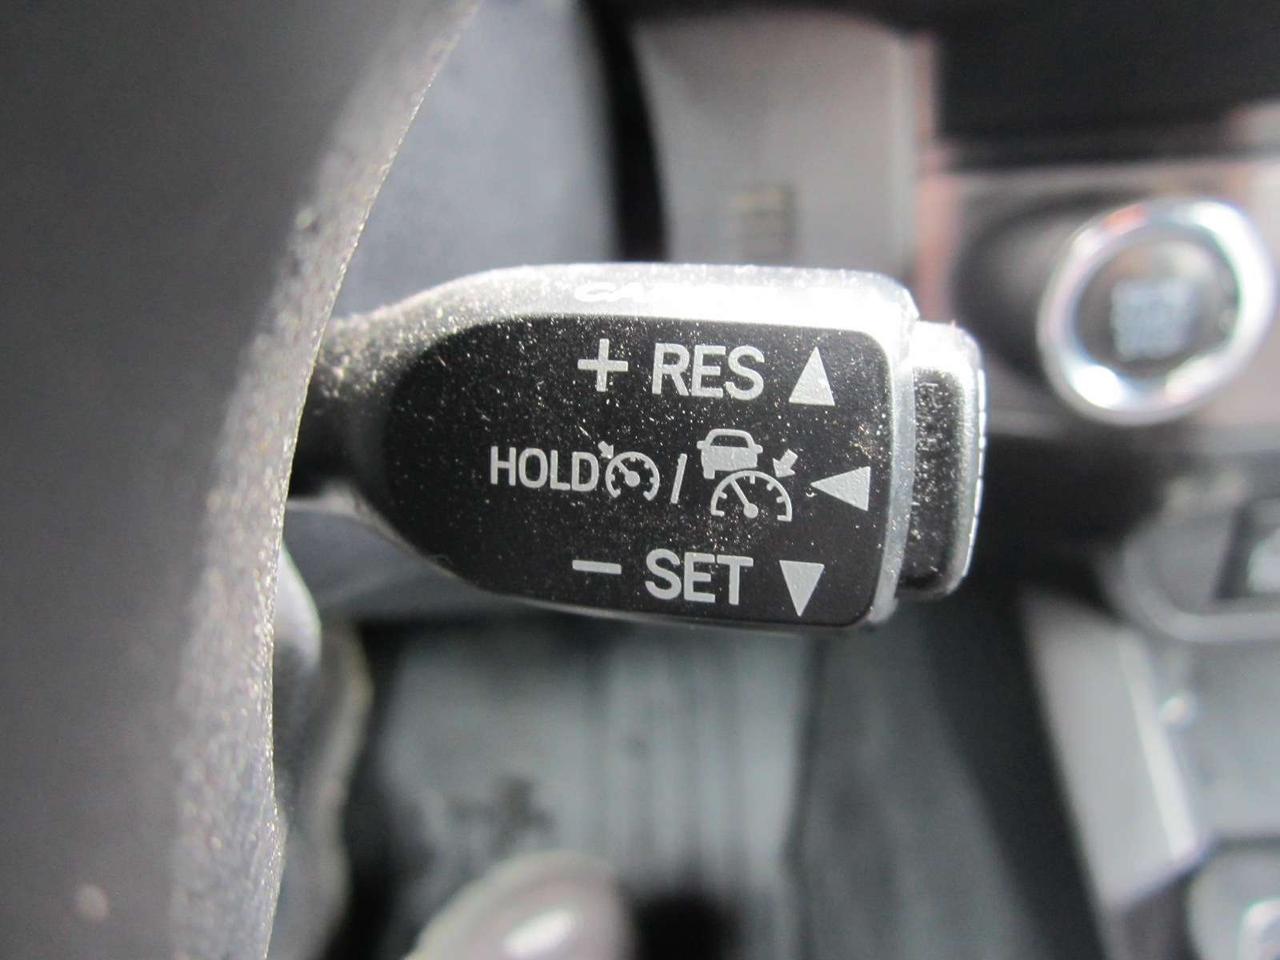 + RES ▲
HOLD / ◀
− SET ▼